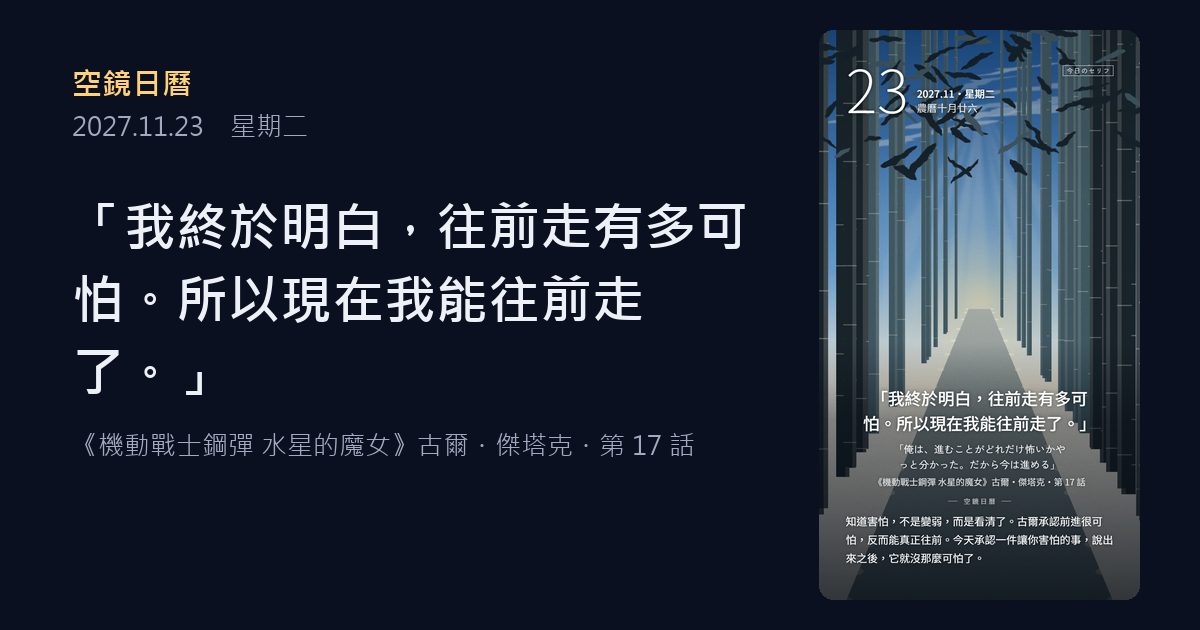 空鏡日曆
2027.11.23 星期二
「我終於明白，往前走有多可
怕。所以現在我能往前走
了。」
《機動戰士鋼彈 水星的魔女》古爾・傑塔克・第 17 話
23
2027.11・星期二
農曆十月廿六
今日のセリフ
「我終於明白，往前走有多可
怕。所以現在我能往前走了。」
「俺は、進むことがどれだけ怖いかや
っと分かった。だから今は進める」
《機動戰士鋼彈 水星的魔女》古爾・傑塔克・第 17 話
— 空鏡日曆 —
知道害怕，不是變弱，而是看清了。古爾承認前進很可
怕，反而能真正往前。今天承認一件讓你害怕的事，說出
來之後，它就沒那麼可怕了。